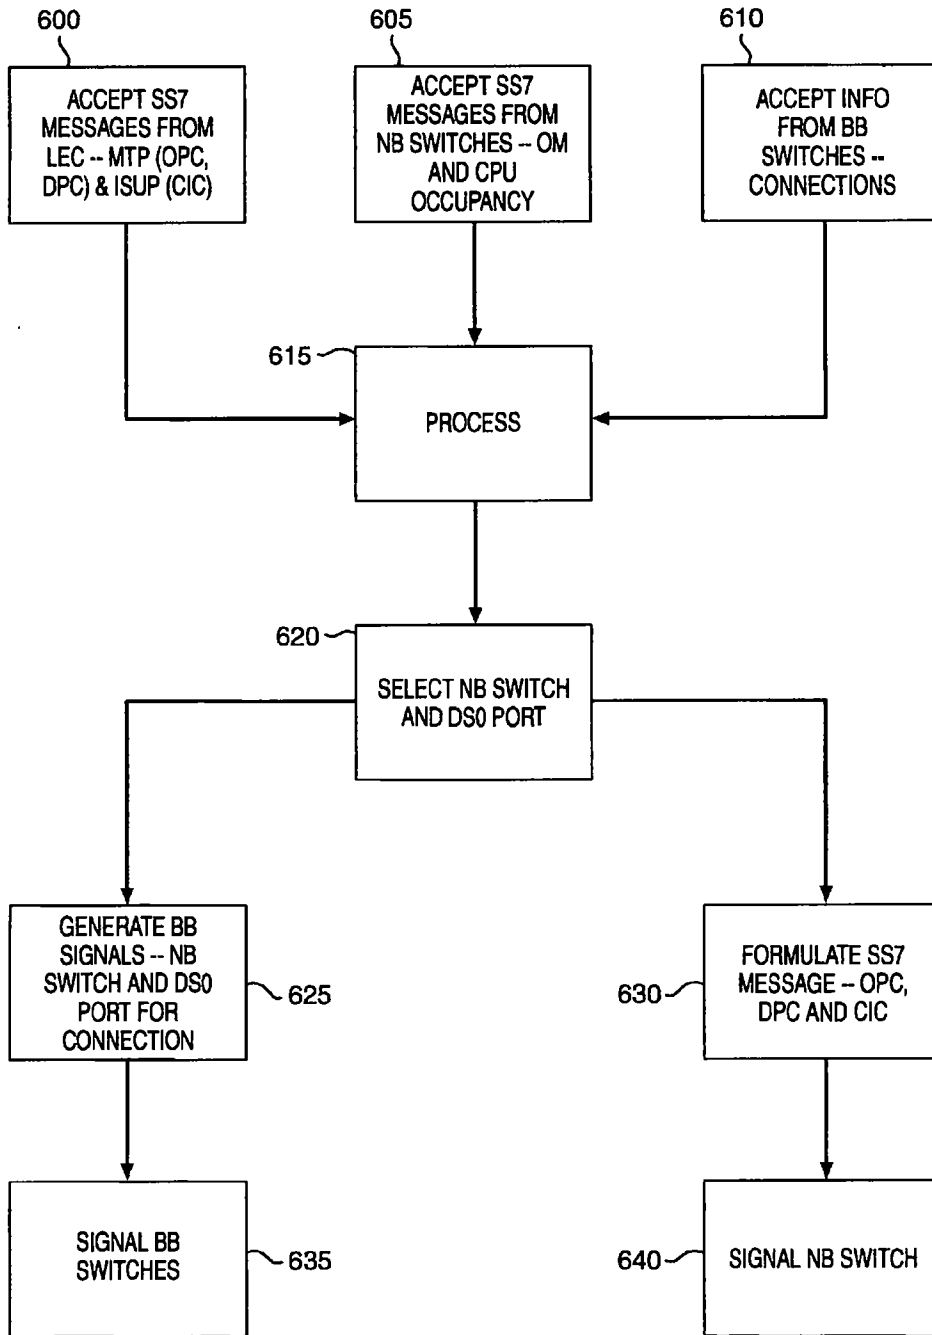 600
ACCEPT SS7
MESSAGES FROM
LEC -- MTP (OPC,
DPC) & ISUP (CIC)
605
ACCEPT SS7
MESSAGES FROM
NB SWITCHES -- OM
AND CPU
OCCUPANCY
610
ACCEPT INFO
FROM BB
SWITCHES --
CONNECTIONS
615
PROCESS
620
SELECT NB SWITCH
AND DS0 PORT
GENERATE BB
SIGNALS -- NB
SWITCH AND DS0
PORT FOR
CONNECTION
625
630
FORMULATE SS7
MESSAGE -- OPC,
DPC AND CIC
SIGNAL BB
SWITCHES
635
640
SIGNAL NB SWITCH